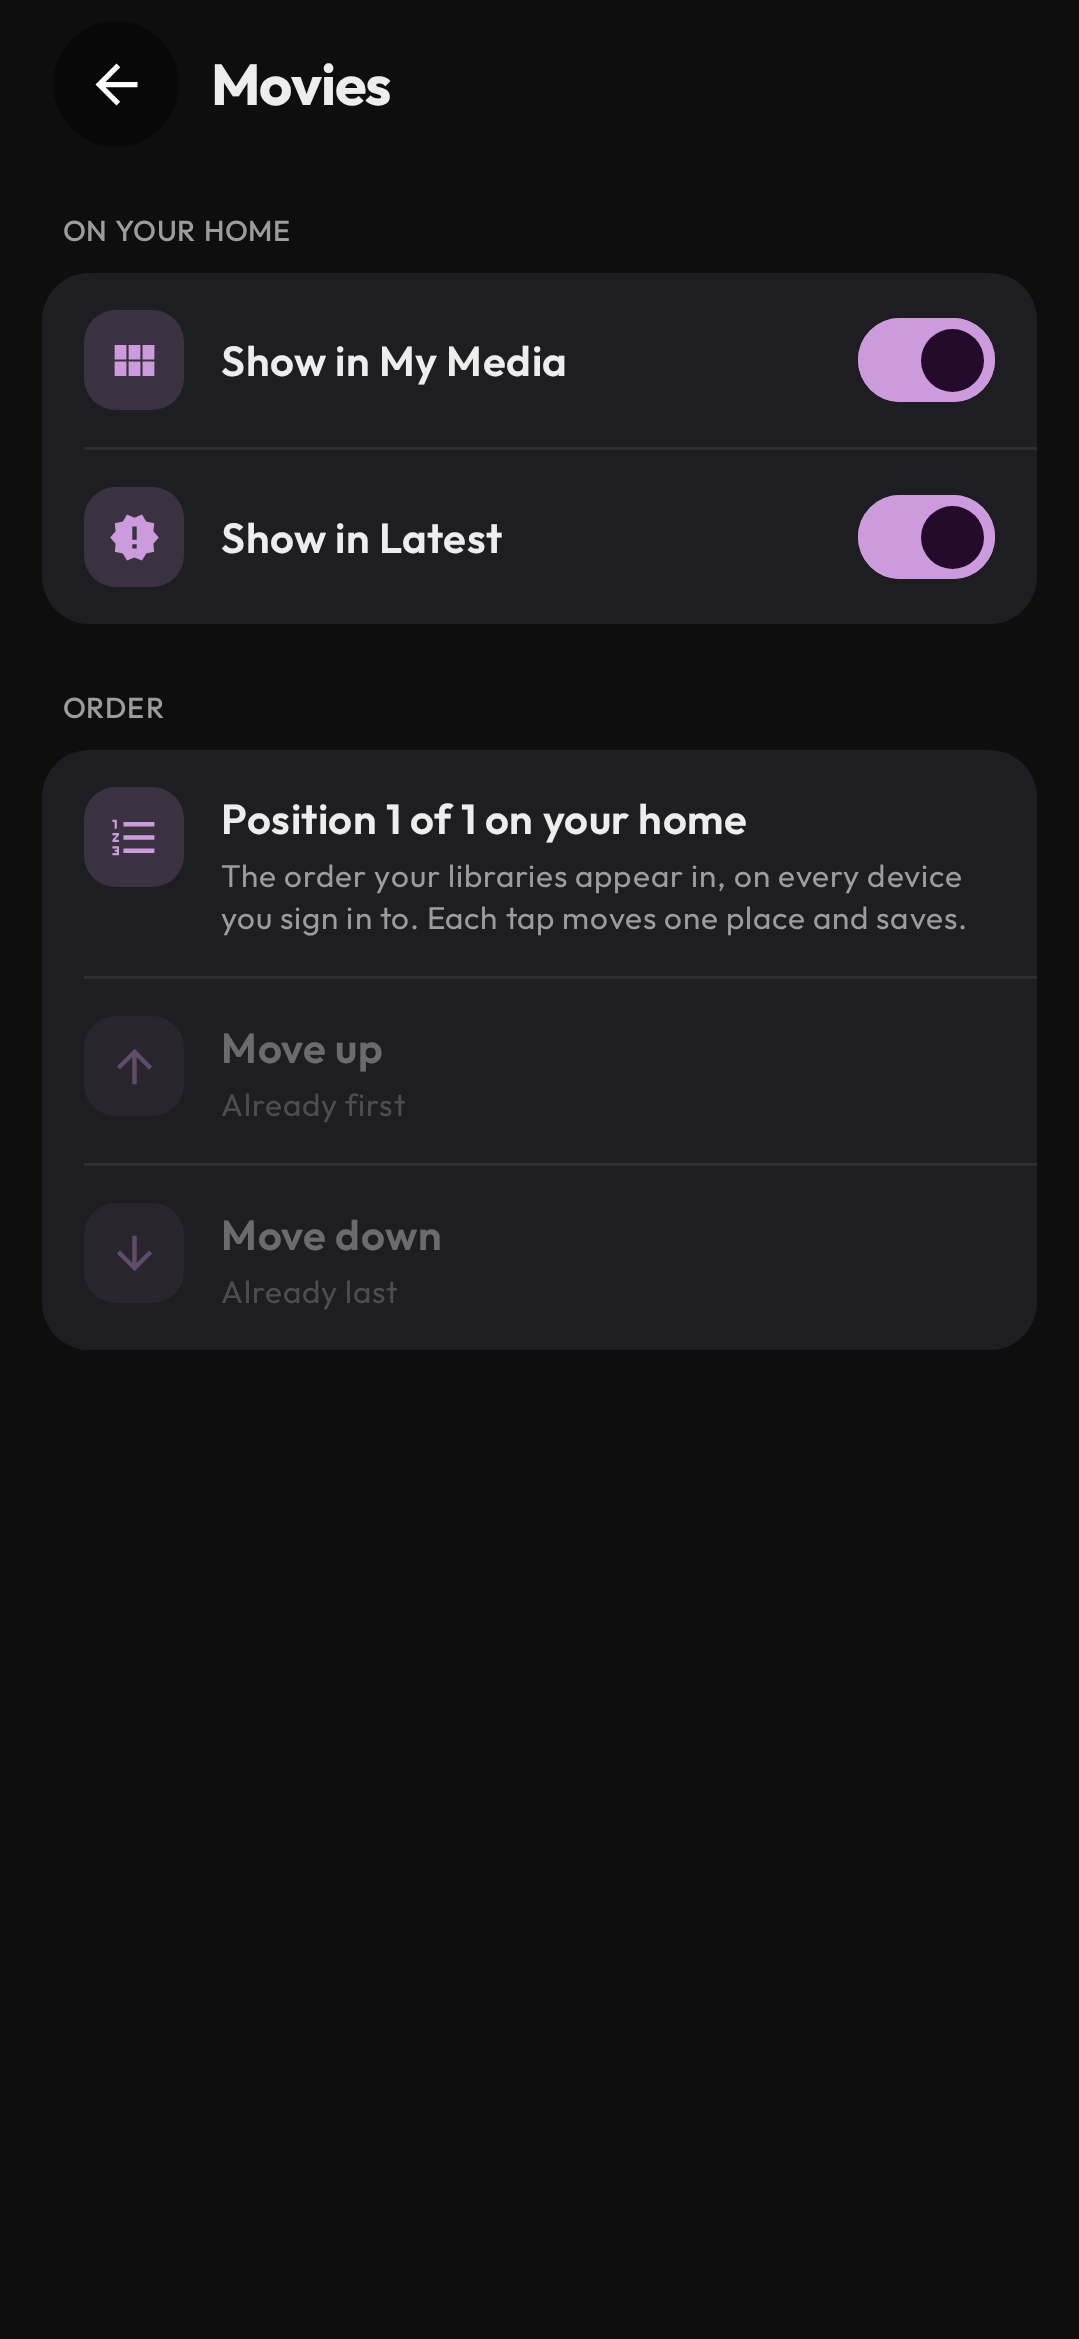 Movies
ON YOUR HOME
Show in My Media
Show in Latest
ORDER
Position 1 of 1 on your home
The order your libraries appear in, on every device
you sign in to. Each tap moves one place and saves.
Move up
Already first
Move down
Already last